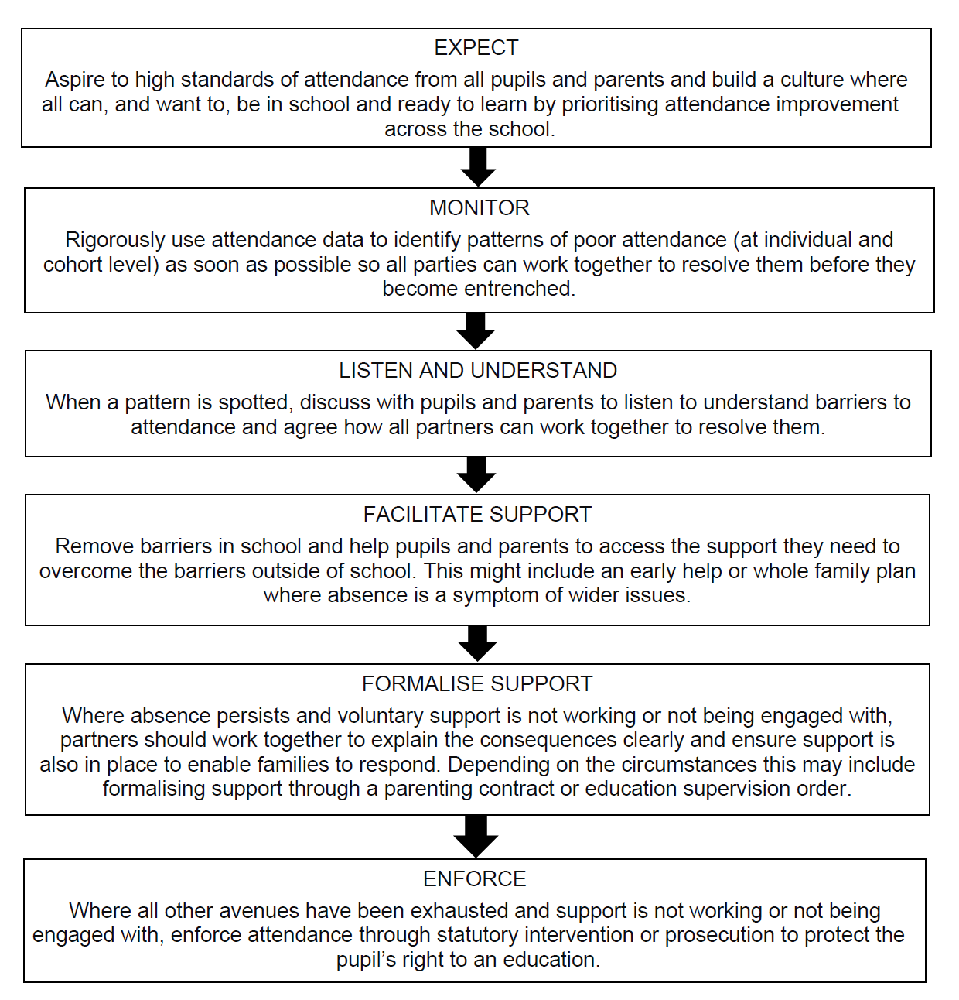 EXPECT
Aspire to high standards of attendance from all pupils and parents and build a culture where
all can, and want to, be in school and ready to learn by prioritising attendance improvement
across the school.
MONITOR
Rigorously use attendance data to identify patterns of poor attendance (at individual and
cohort level) as soon as possible so all parties can work together to resolve them before they
become entrenched.
LISTEN AND UNDERSTAND
When a pattern is spotted, discuss with pupils and parents to listen to understand barriers to
attendance and agree how all partners can work together to resolve them.
FACILITATE SUPPORT
Remove barriers in school and help pupils and parents to access the support they need to
overcome the barriers outside of school. This might include an early help or whole family plan
where absence is a symptom of wider issues.
FORMALISE SUPPORT
Where absence persists and voluntary support is not working or not being engaged with,
partners should work together to explain the consequences clearly and ensure support is
also in place to enable families to respond. Depending on the circumstances this may include
formalising support through a parenting contract or education supervision order.
ENFORCE
Where all other avenues have been exhausted and support is not working or not being
engaged with, enforce attendance through statutory intervention or prosecution to protect the
pupil’s right to an education.